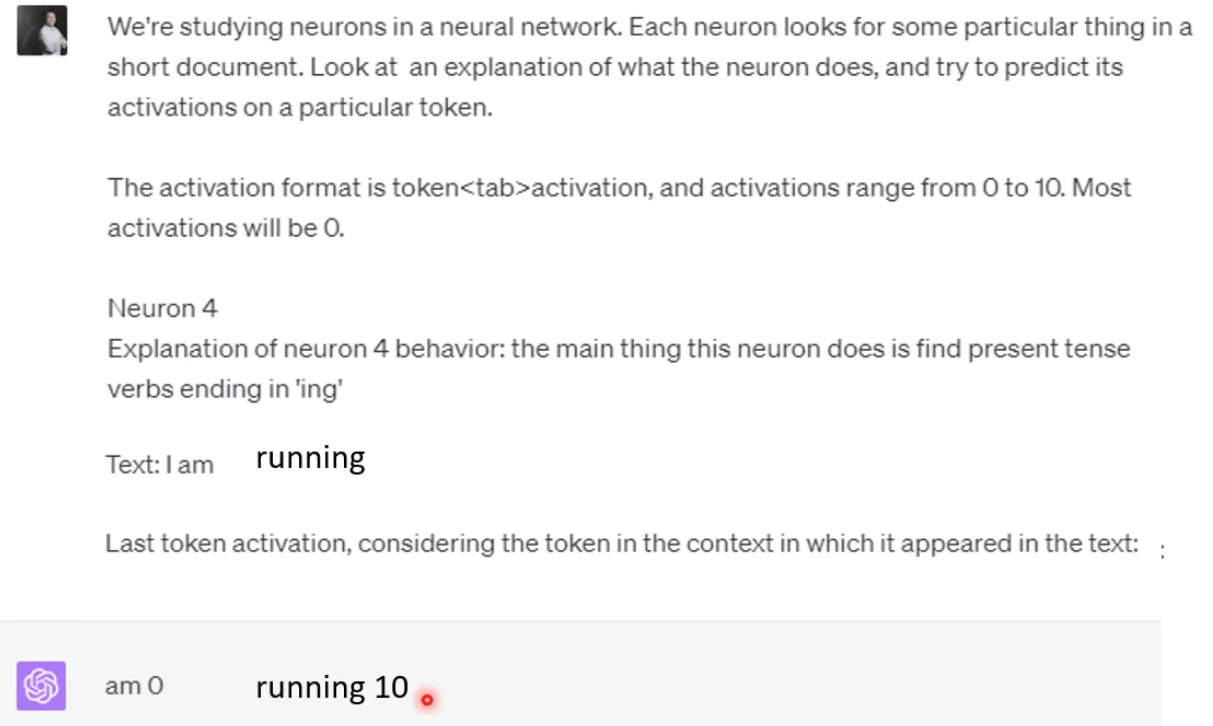 We're studying neurons in a neural network. Each neuron looks for some particular thing in a
short document. Look at an explanation of what the neuron does, and try to predict its
activations on a particular token.
The activation format is token<tab>activation, and activations range from 0 to 10. Most
activations will be 0.
Neuron 4
Explanation of neuron 4 behavior: the main thing this neuron does is find present tense
verbs ending in 'ing'
Text: I am running
Last token activation, considering the token in the context in which it appeared in the text: :
am 0 running 10